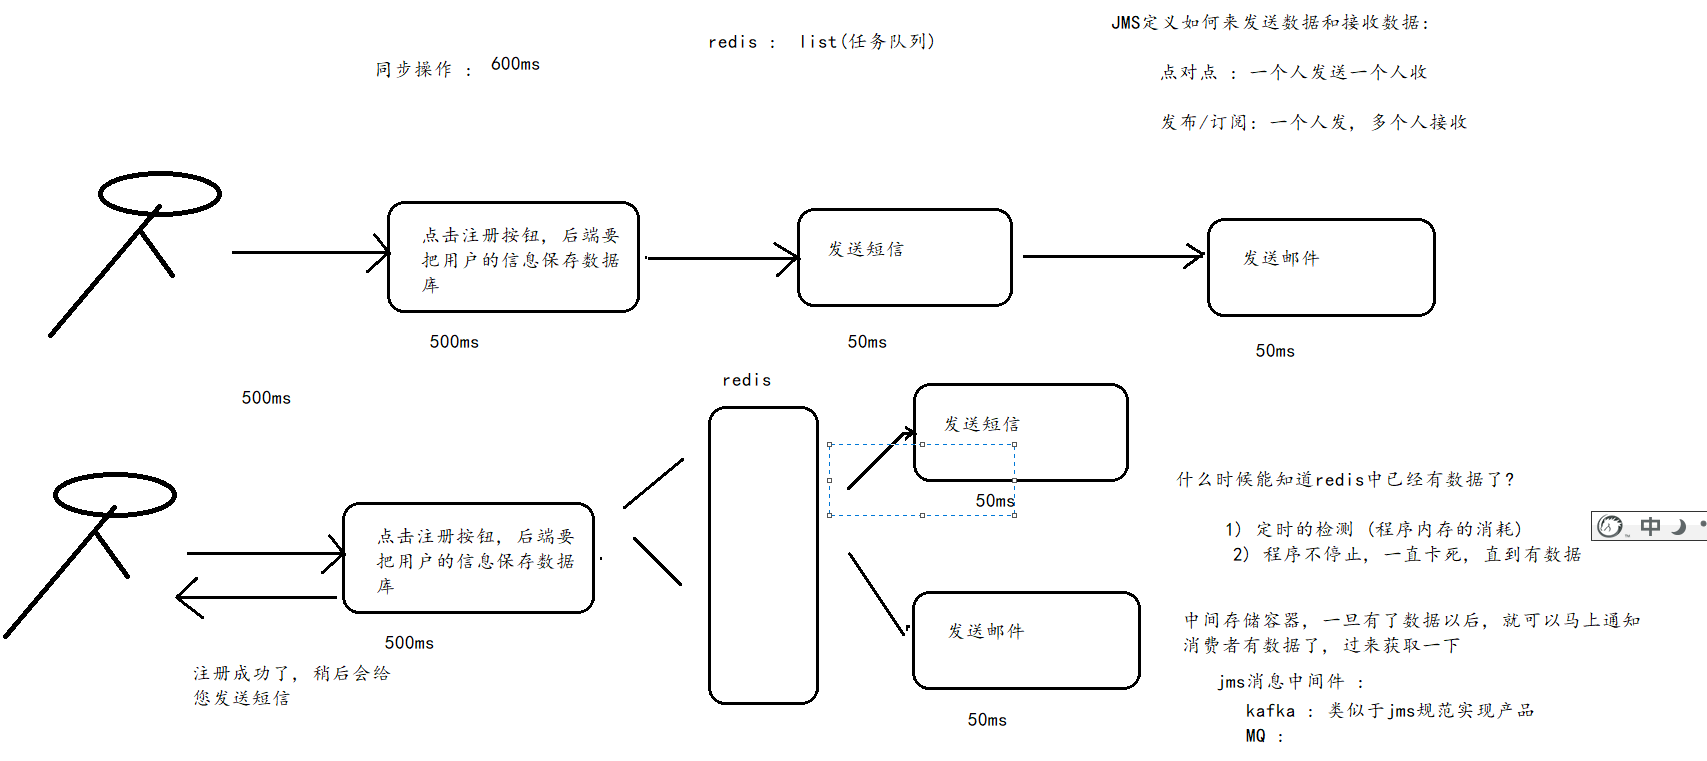 同步操作 : 600ms
redis : list(任务队列)
JMS定义如何来发送数据和接收数据:
点对点 : 一个人发送一个人收
发布/订阅: 一个人发, 多个人接收
点击注册按钮, 后端要
把用户的信息保存数据
库
500ms
发送短信
50ms
发送邮件
50ms
500ms
点击注册按钮, 后端要
把用户的信息保存数据
库
500ms
注册成功了, 稍后会给
您发送短信
redis
发送短信
50ms
发送邮件
50ms
什么时候能知道redis中已经有数据了?
1) 定时的检测 (程序内存的消耗)
2) 程序不停止, 一直卡死, 直到有数据
中间存储容器, 一旦有了数据以后, 就可以马上通知
消费者有数据了, 过来获取一下
jms消息中间件 :
kafka : 类似于jms规范实现产品
MQ :
中